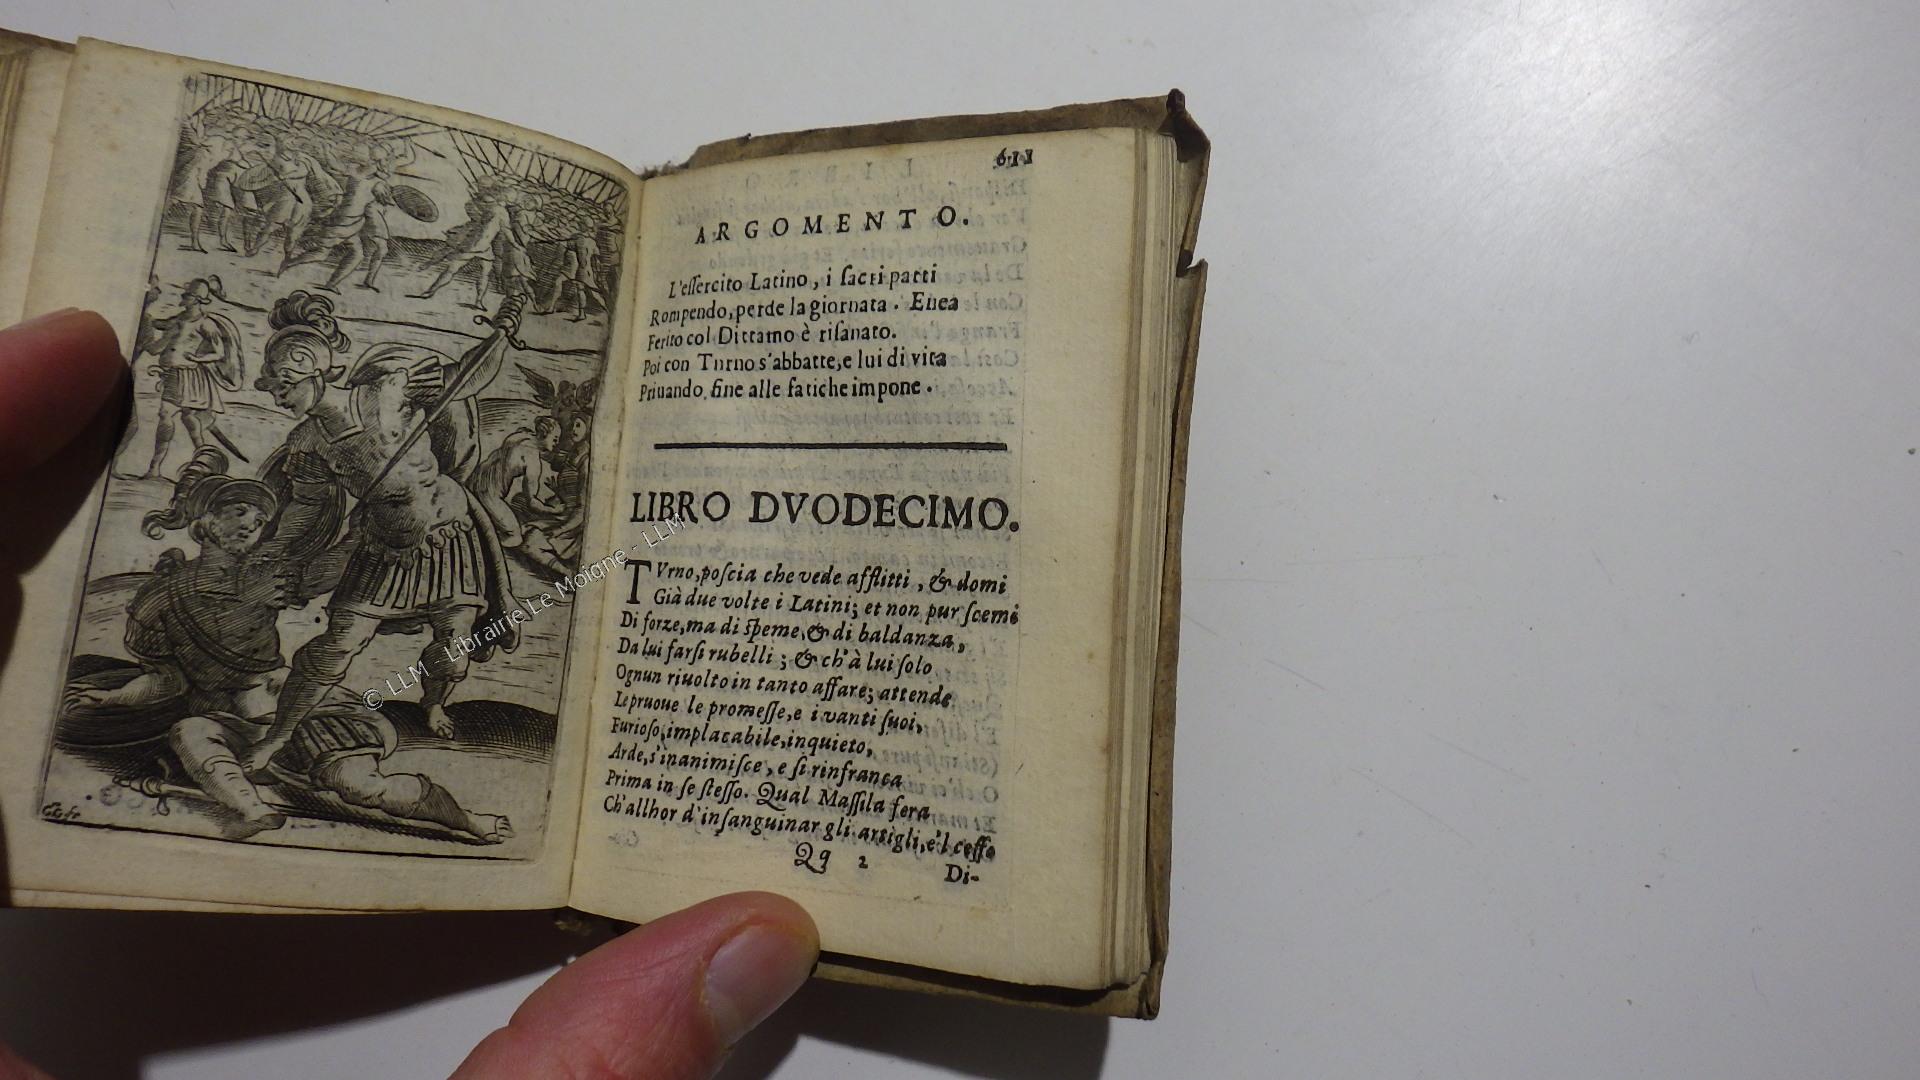 611
ARGOMENTO.
L'eſſercito Latino, i ſacri patti
Rompendo, perde la giornata. Enea
Ferito col Dittamo è riſanato.
Poi con Turno s'abbatte, e lui di vita
Priuando, fine alle fatiche impone.
LIBRO DVODECIMO.
TVrno, poſcia che vede afflitti, & domi
Già due volte i Latini; et non pur ſcemi
Di forze, ma di ſpeme, & di baldanza,
Da lui farſi rubelli; & ch'à lui ſolo
Ognun riuolto in tanto affare; attende
Le pruoue le promeſſe, e i vanti ſuoi,
Furioſo, implacabile, inquieto,
Arde, s'inanimiſce, e ſi rinfranca
Prima in ſe ſteſſo. Qual Maſſila fera
Ch'allhor d'inſanguinar gli artigli, e'l ceffo
Qq 2
Di-
© LLM - Librairie Le Moigne - LLM